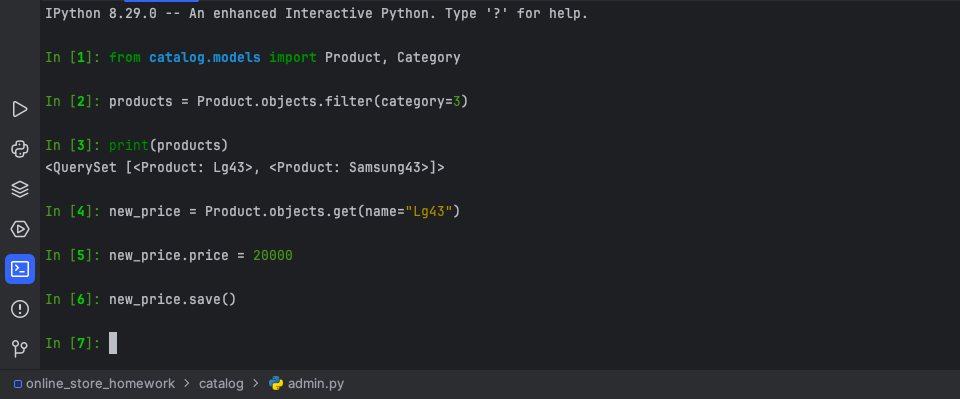 IPython 8.29.0 -- An enhanced Interactive Python. Type '?' for help.
In [1]: from catalog.models import Product, Category
In [2]: products = Product.objects.filter(category=3)
In [3]: print(products)
<QuerySet [<Product: Lg43>, <Product: Samsung43>]>
In [4]: new_price = Product.objects.get(name="Lg43")
In [5]: new_price.price = 20000
In [6]: new_price.save()
In [7]:
online_store_homework > catalog > admin.py